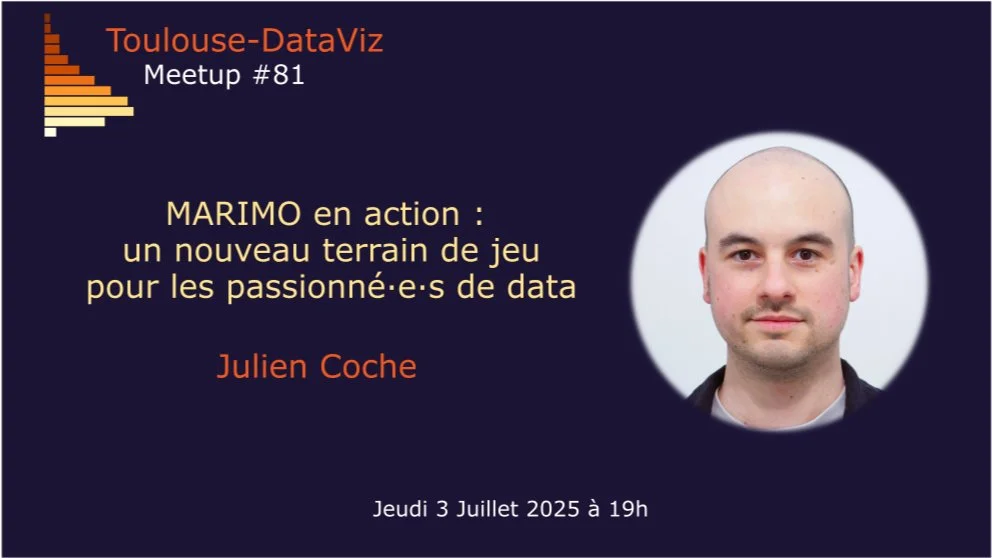 Toulouse-DataViz
Meetup #81
MARIMO en action :
un nouveau terrain de jeu
pour les passionné·e·s de data
Julien Coche
Jeudi 3 Juillet 2025 à 19h